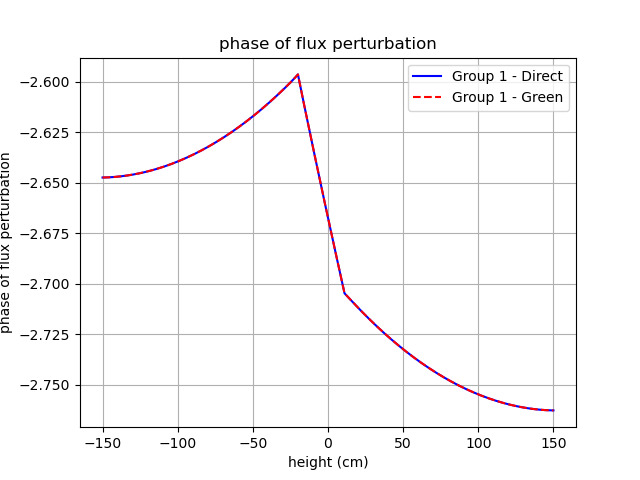 phase of flux perturbation
Group 1 - Direct
Group 1 - Green
phase of flux perturbation
−2.600
−2.625
−2.650
−2.675
−2.700
−2.725
−2.750
−150
−100
−50
0
50
100
150
height (cm)